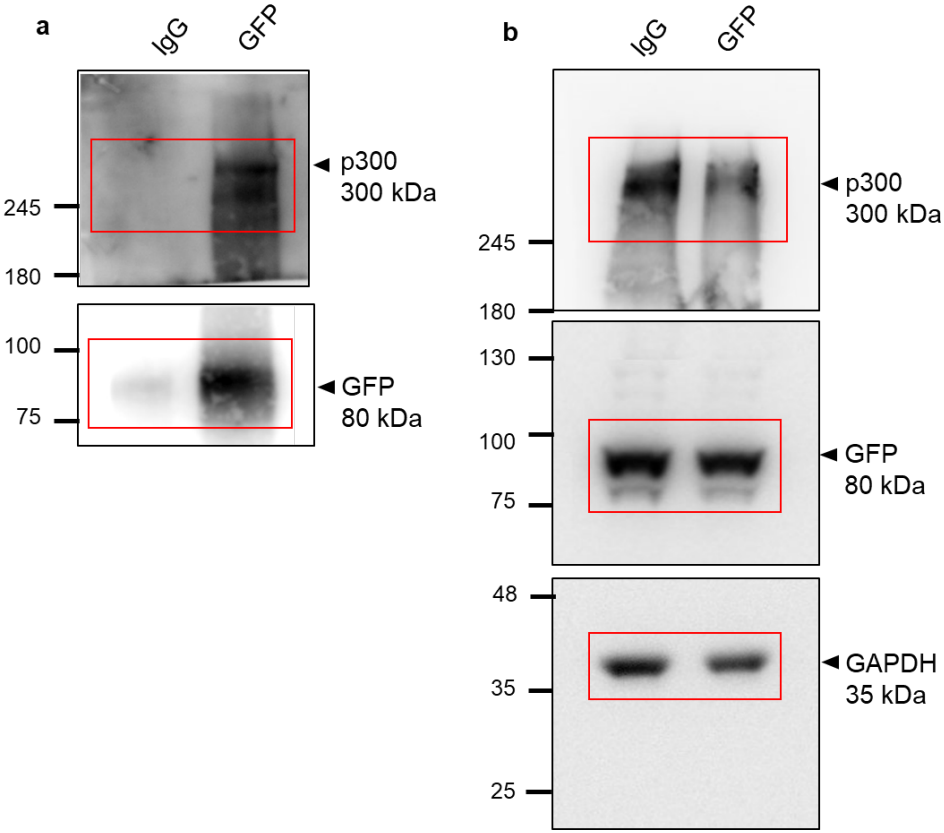 a
IgG
GFP
p300
300 kDa
245
180
100
75
GFP
80 kDa
b
IgG
GFP
p300
300 kDa
245
180
130
100
75
GFP
80 kDa
48
35
25
GAPDH
35 kDa